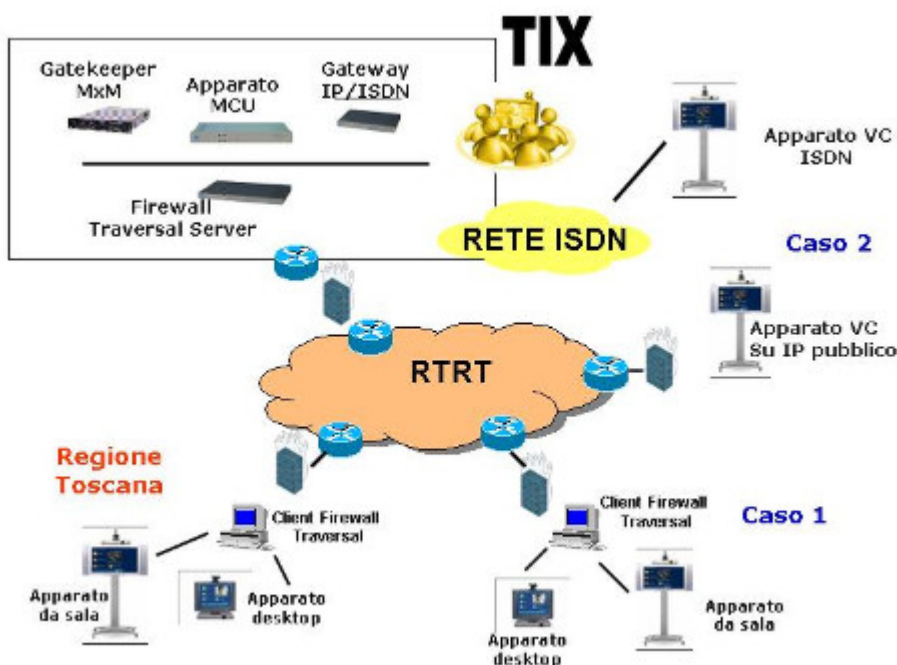 TIX
Gatekeeper
MxM
Apparato
MCU
Gateway
IP/ISDN
Firewall
Traversal Server
Apparato VC
ISDN
RETE ISDN
Caso 2
Apparato VC
Su IP pubblico
RTRT
Regione
Toscana
Client Firewall
Traversal
Apparato
da sala
Apparato
desktop
Client Firewall
Traversal
Caso 1
Apparato
desktop
Apparato
da sala